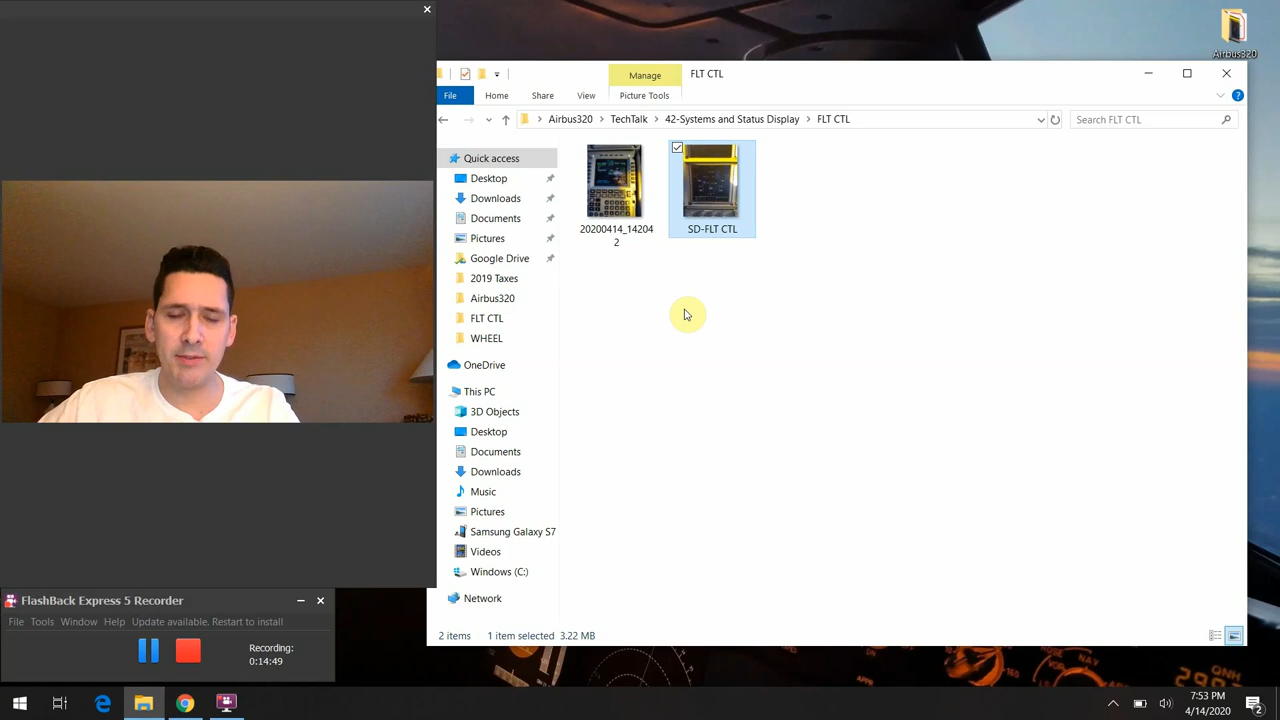 Airbus320
Manage
FLT CTL
File
Home
Share
View
Picture Tools
Airbus320
TechTalk
42-Systems and Status Display
FLT CTL
Search FLT CTL
Quick access
Desktop
Downloads
Documents
Pictures
Google Drive
2019 Taxes
Airbus320
FLT CTL
WHEEL
OneDrive
This PC
3D Objects
Desktop
Documents
Downloads
Music
Pictures
Samsung Galaxy S7
Videos
Windows (C:)
Network
20200414_14204
2
SD-FLT CTL
2 items
1 item selected
3.22 MB
FlashBack Express 5 Recorder
File
Tools
Window
Help
Update available. Restart to install
Recording:
0:14:49
QNH
7:53 PM
4/14/2020
2